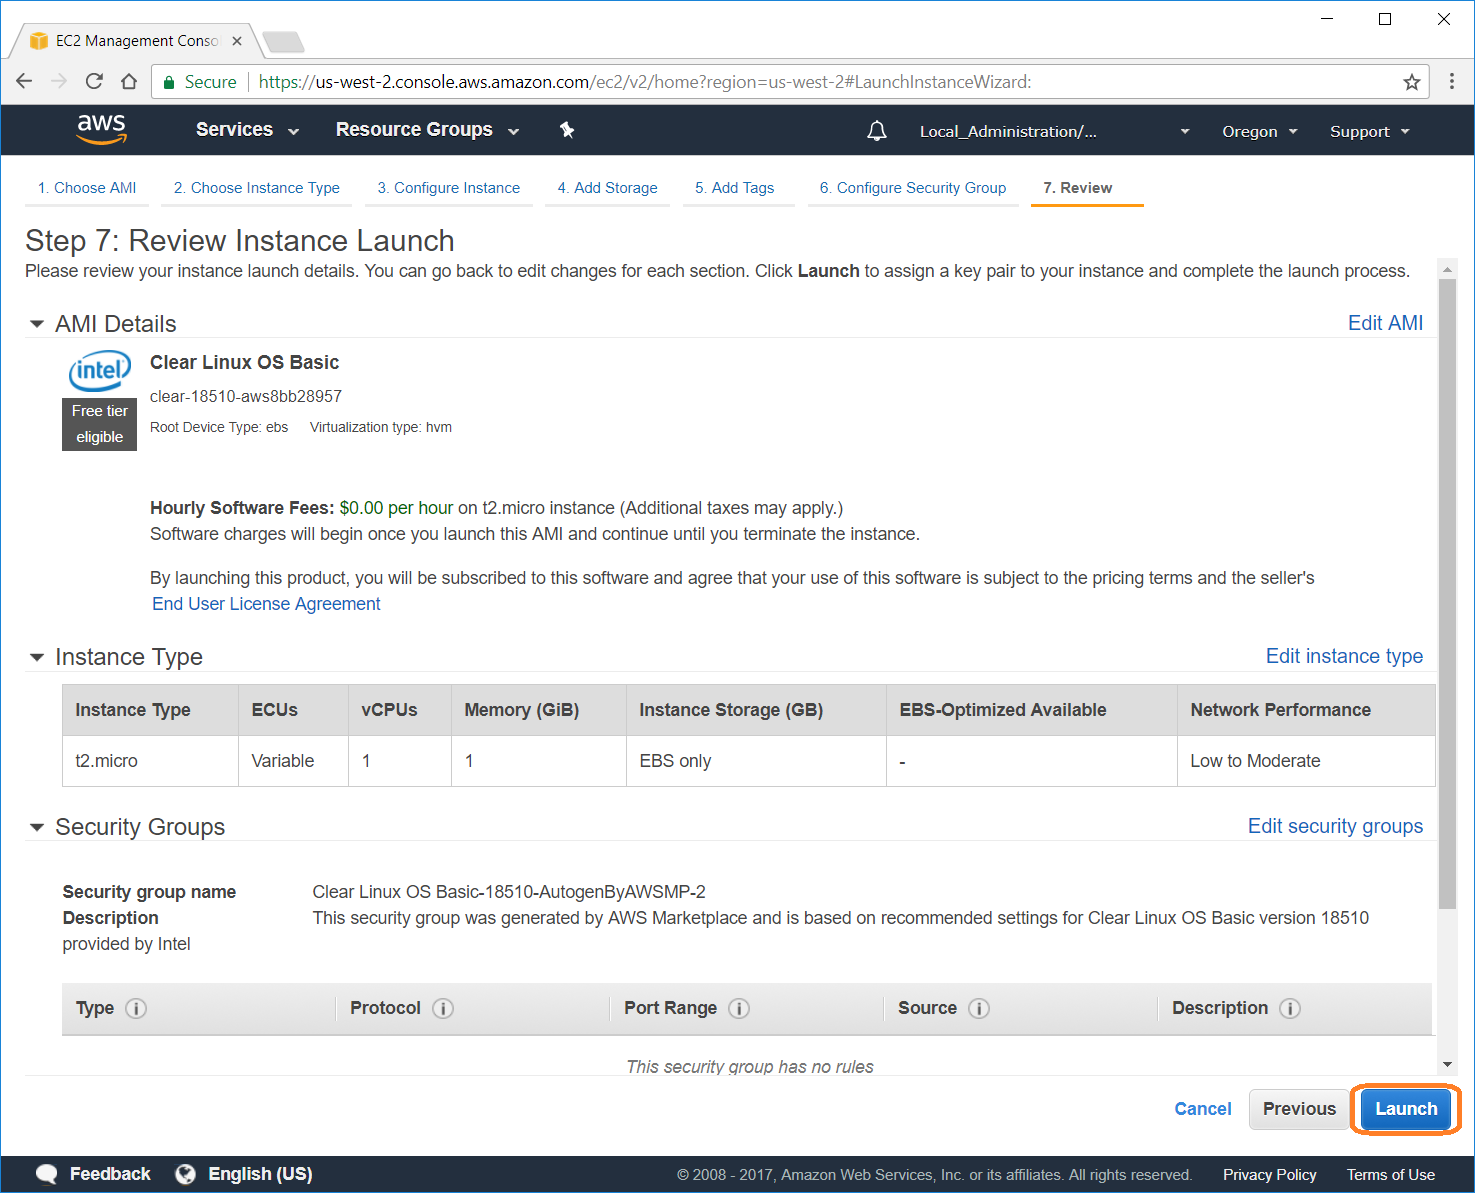 EC2 Management Conso
Secure https://us-west-2.console.aws.amazon.com/ec2/v2/home?region=us-west-2#LaunchInstanceWizard:
aws Services Resource Groups Local_Administration/... Oregon Support
1. Choose AMI 2. Choose Instance Type 3. Configure Instance 4. Add Storage 5. Add Tags 6. Configure Security Group 7. Review
Step 7: Review Instance Launch
Please review your instance launch details. You can go back to edit changes for each section. Click Launch to assign a key pair to your instance and complete the launch process.
AMI Details Edit AMI
intel Clear Linux OS Basic
clear-18510-aws8bb28957
Free tier
eligible
Root Device Type: ebs Virtualization type: hvm
Hourly Software Fees: $0.00 per hour on t2.micro instance (Additional taxes may apply.)
Software charges will begin once you launch this AMI and continue until you terminate the instance.
By launching this product, you will be subscribed to this software and agree that your use of this software is subject to the pricing terms and the seller's
End User License Agreement
Instance Type Edit instance type
Instance Type ECUs vCPUs Memory (GiB) Instance Storage (GB) EBS-Optimized Available Network Performance
t2.micro Variable 1 1 EBS only - Low to Moderate
Security Groups Edit security groups
Security group name Clear Linux OS Basic-18510-AutogenByAWSMP-2
Description This security group was generated by AWS Marketplace and is based on recommended settings for Clear Linux OS Basic version 18510
provided by Intel
Type i Protocol i Port Range i Source i Description i
This security group has no rules
Cancel Previous Launch
Feedback English (US) © 2008 - 2017, Amazon Web Services, Inc. or its affiliates. All rights reserved. Privacy Policy Terms of Use